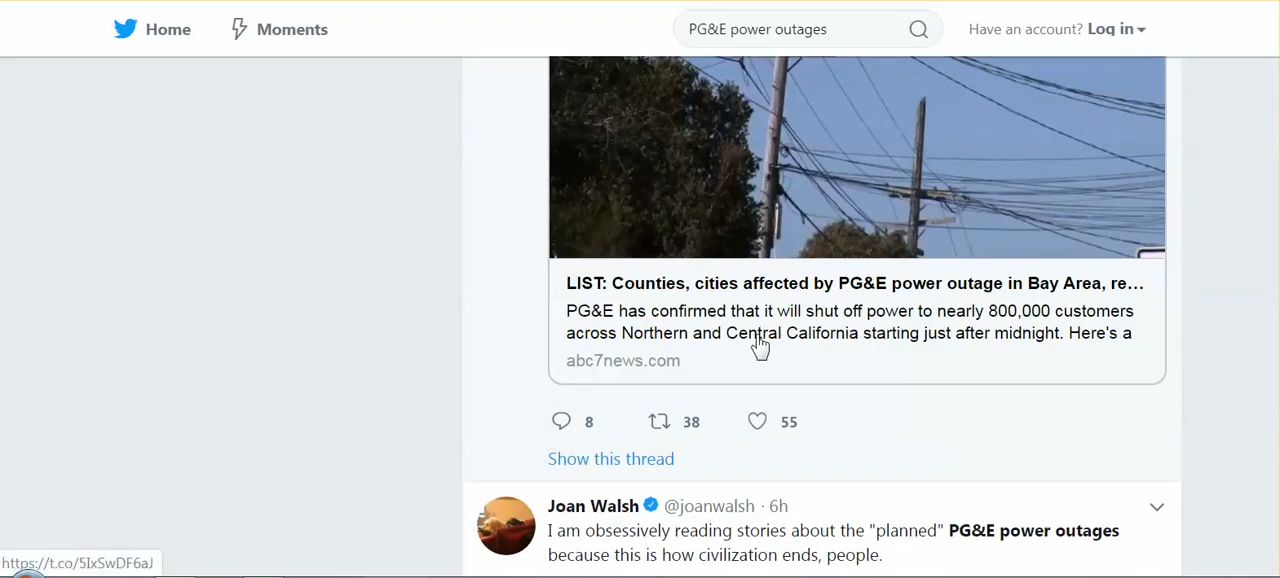 Home Moments PG&E power outages Have an account? Log in
LIST: Counties, cities affected by PG&E power outage in Bay Area, re...
PG&E has confirmed that it will shut off power to nearly 800,000 customers
across Northern and Central California starting just after midnight. Here's a
abc7news.com
8 38 55
Show this thread
Joan Walsh @joanwalsh · 6h
I am obsessively reading stories about the "planned" PG&E power outages
because this is how civilization ends, people.
https://t.co/5IxSwDF6aJ